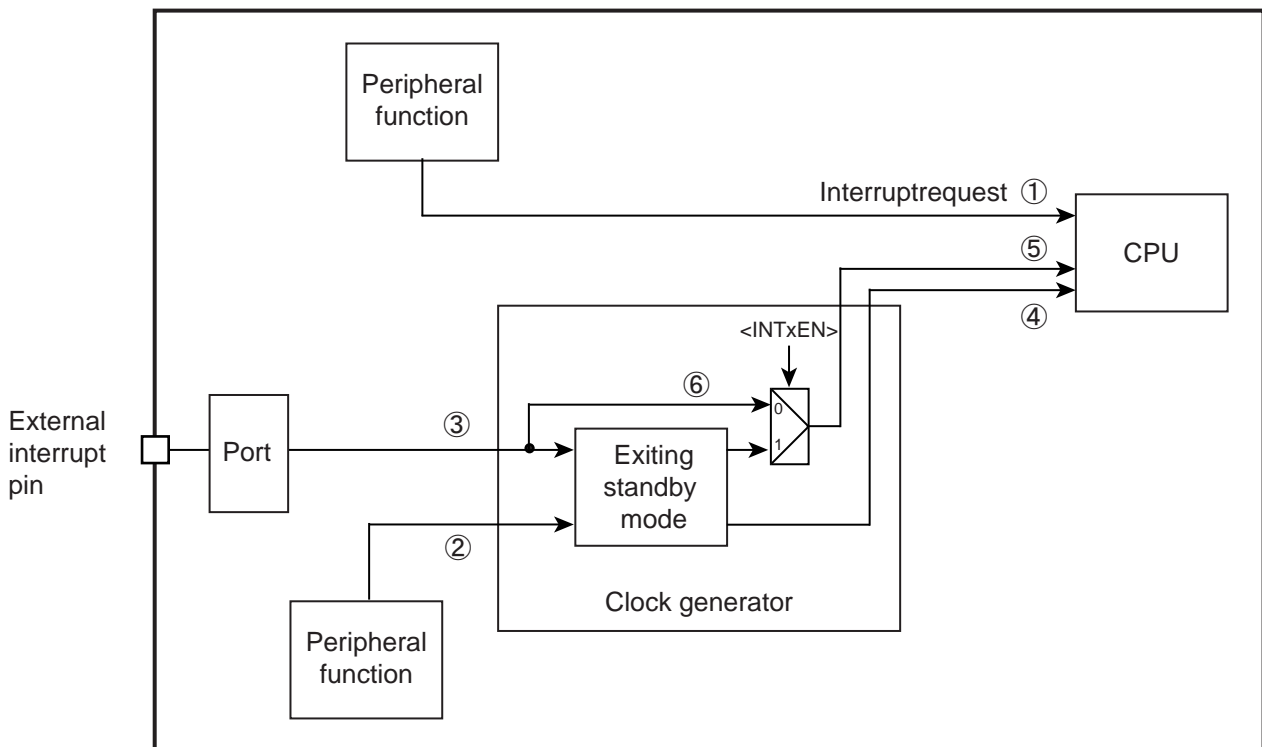 Peripheral
function
Interruptrequest ①
CPU
⑤
④
<INTxEN>
⑥
0
1
External
interrupt
pin
Port
③
Exiting
standby
mode
②
Clock generator
Peripheral
function